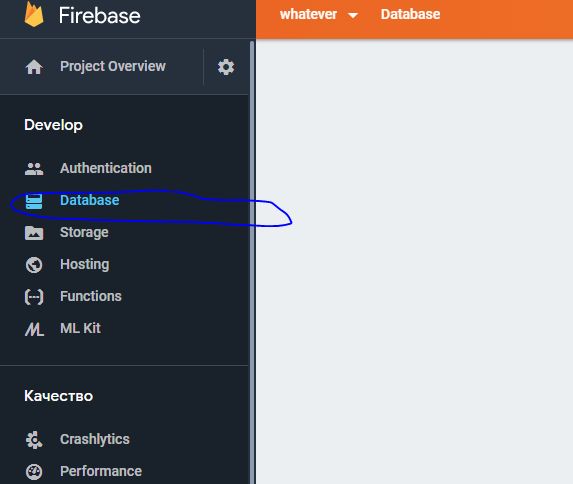 Firebase
whatever Database
Project Overview
Develop
Authentication
Database
Storage
Hosting
Functions
ML Kit
Качество
Crashlytics
Performance